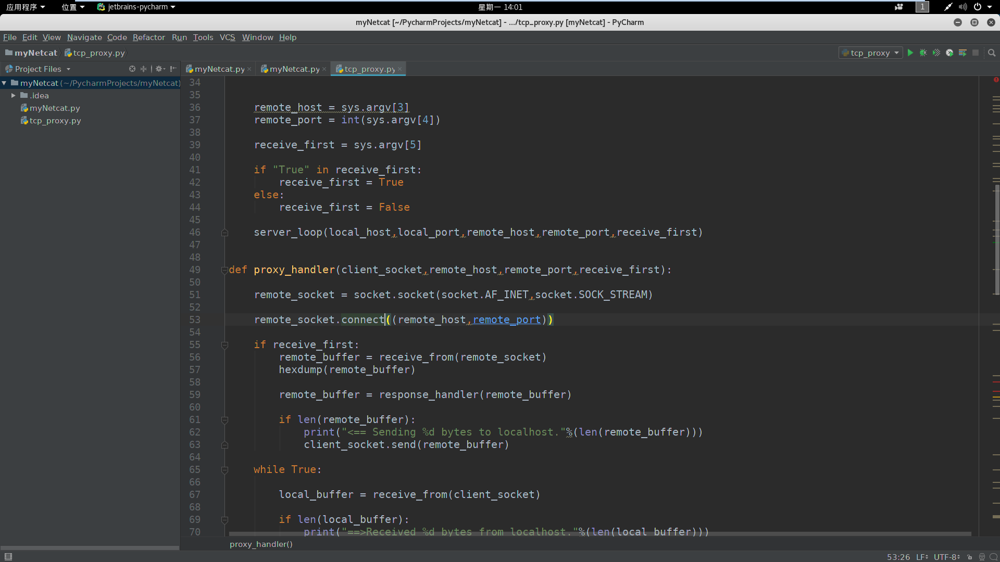 应用程序 位置 jetbrains-pycharm 星期一 14:01 1
myNetcat [~/PycharmProjects/myNetcat] - .../tcp_proxy.py [myNetcat] - PyCharm
File Edit View Navigate Code Refactor Run Tools VCS Window Help
myNetcat tcp_proxy.py tcp_proxy
Project Files myNetcat.py myNetcat.py tcp_proxy.py
myNetcat (~/PycharmProjects/myNetcat)
.idea
myNetcat.py
tcp_proxy.py
34
35
36 remote_host = sys.argv[3]
37 remote_port = int(sys.argv[4])
38
39 receive_first = sys.argv[5]
40
41 if "True" in receive_first:
42 receive_first = True
43 else:
44 receive_first = False
45
46 server_loop(local_host,local_port,remote_host,remote_port,receive_first)
47
48
49 def proxy_handler(client_socket,remote_host,remote_port,receive_first):
50
51 remote_socket = socket.socket(socket.AF_INET,socket.SOCK_STREAM)
52
53 remote_socket.connect((remote_host,remote_port))
54
55 if receive_first:
56 remote_buffer = receive_from(remote_socket)
57 hexdump(remote_buffer)
58
59 remote_buffer = response_handler(remote_buffer)
60
61 if len(remote_buffer):
62 print("<== Sending %d bytes to localhost."%(len(remote_buffer)))
63 client_socket.send(remote_buffer)
64
65 while True:
66
67 local_buffer = receive_from(client_socket)
68
69 if len(local_buffer):
70 print("==>Received %d bytes from localhost."%(len(local_buffer)))
proxy_handler()
53:26 LF UTF-8